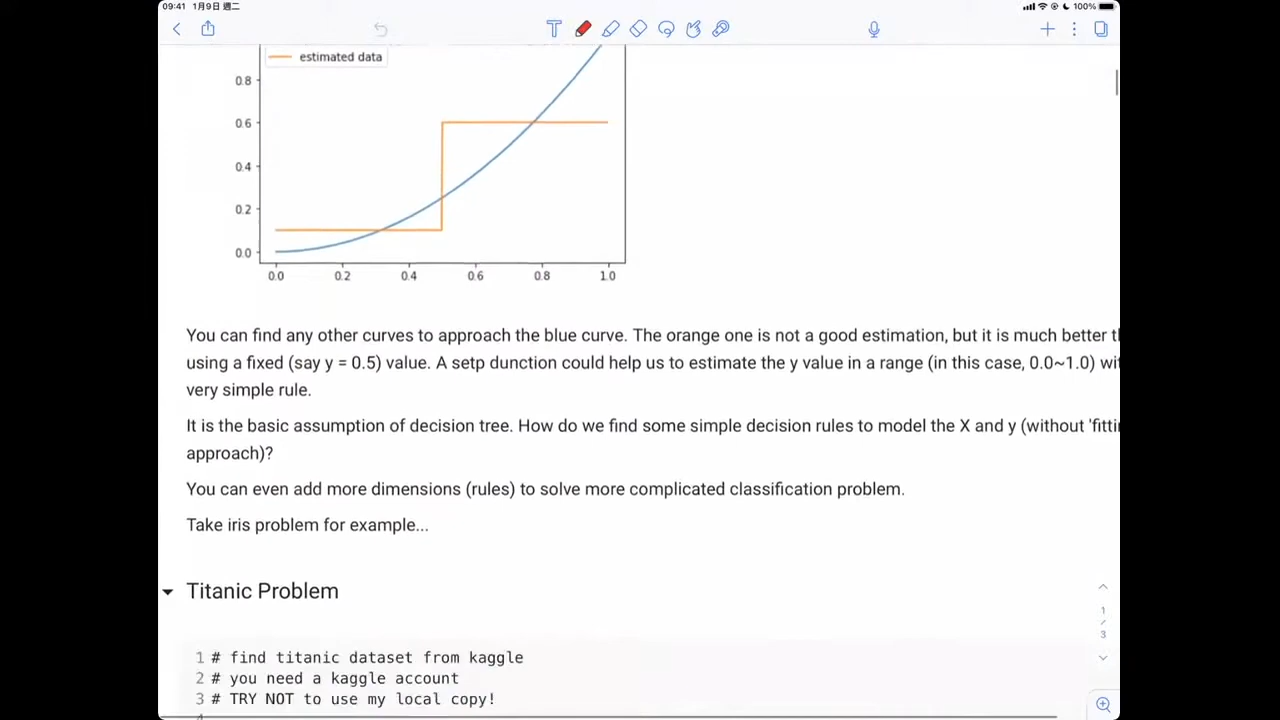 09:41 1月9日 週二
100%
estimated data
0.8
0.6
0.4
0.2
0.0
0.0 0.2 0.4 0.6 0.8 1.0
You can find any other curves to approach the blue curve. The orange one is not a good estimation, but it is much better
using a fixed (say y = 0.5) value. A setp dunction could help us to estimate the y value in a range (in this case, 0.0~1.0)
very simple rule.
It is the basic assumption of decision tree. How do we find some simple decision rules to model the X and y (without
approach)?
You can even add more dimensions (rules) to solve more complicated classification problem.
Take iris problem for example...
Titanic Problem
1 # find titanic dataset from kaggle
2 # you need a kaggle account
3 # TRY NOT to use my local copy!
1
/
3